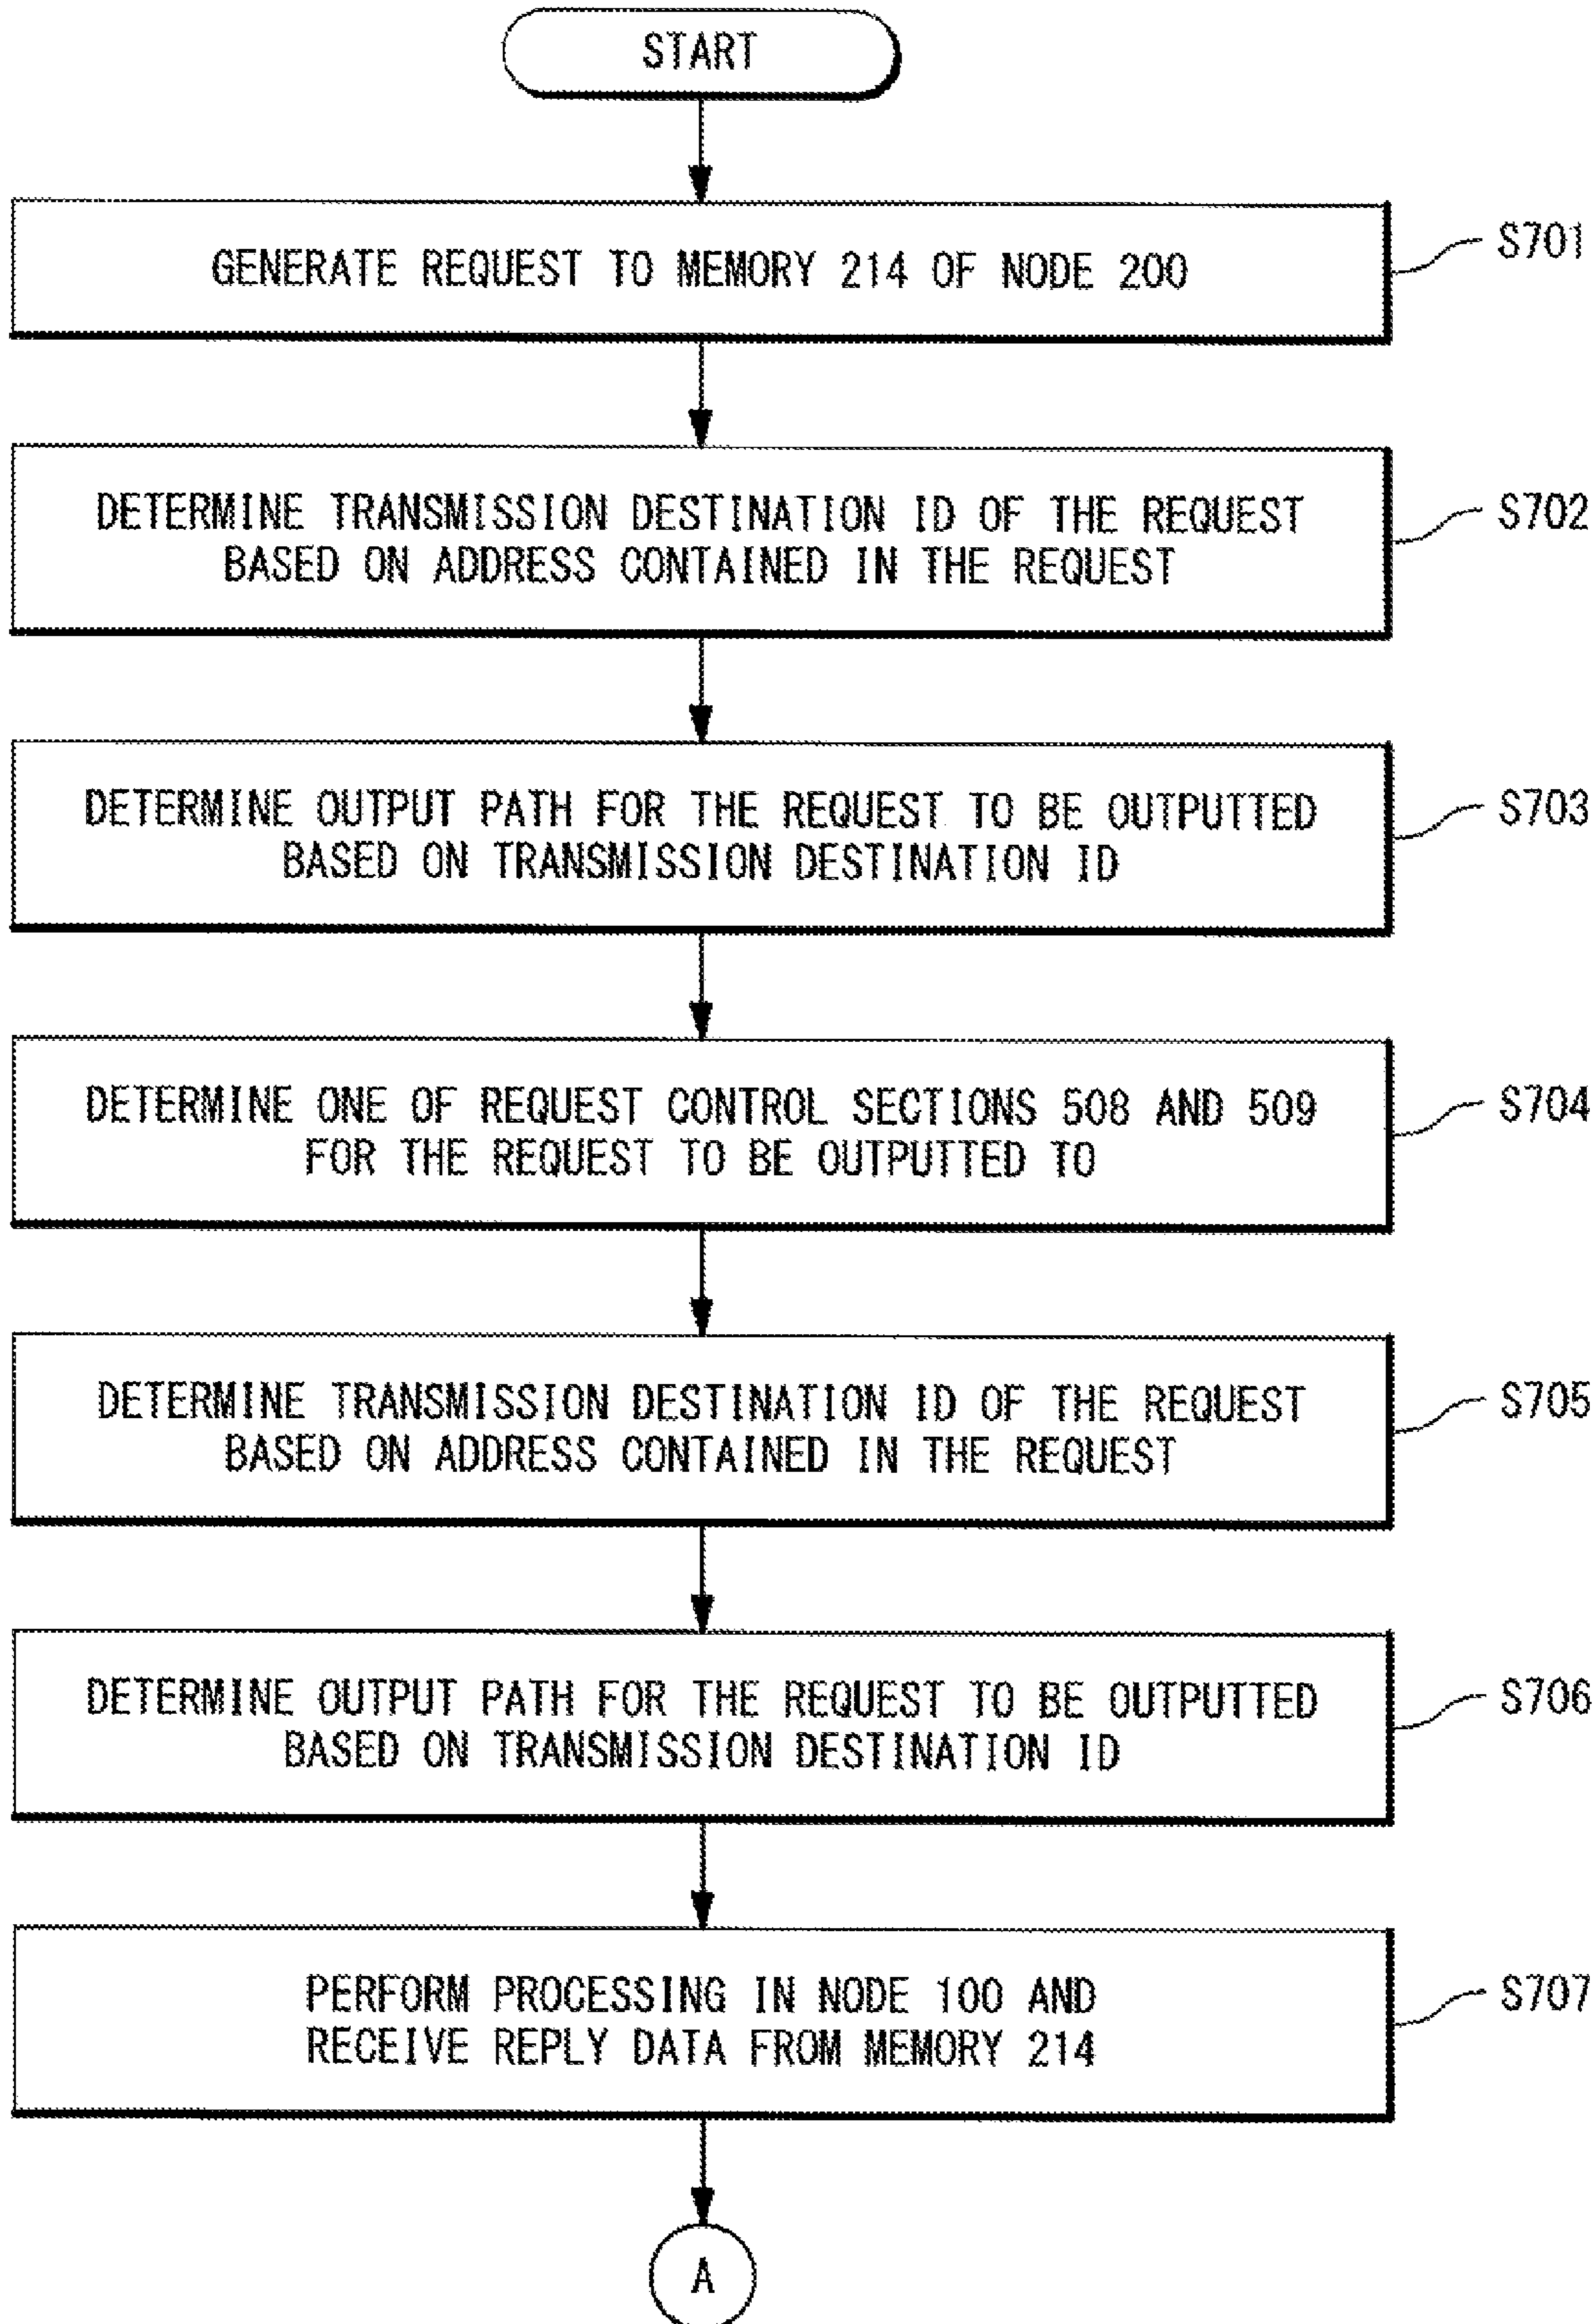 START
GENERATE REQUEST TO MEMORY 214 OF NODE 200
S701
DETERMINE TRANSMISSION DESTINATION ID OF THE REQUEST
BASED ON ADDRESS CONTAINED IN THE REQUEST
S702
DETERMINE OUTPUT PATH FOR THE REQUEST TO BE OUTPUTTED
BASED ON TRANSMISSION DESTINATION ID
S703
DETERMINE ONE OF REQUEST CONTROL SECTIONS 508 AND 509
FOR THE REQUEST TO BE OUTPUTTED TO
S704
DETERMINE TRANSMISSION DESTINATION ID OF THE REQUEST
BASED ON ADDRESS CONTAINED IN THE REQUEST
S705
DETERMINE OUTPUT PATH FOR THE REQUEST TO BE OUTPUTTED
BASED ON TRANSMISSION DESTINATION ID
S706
PERFORM PROCESSING IN NODE 100 AND
RECEIVE REPLY DATA FROM MEMORY 214
S707
A